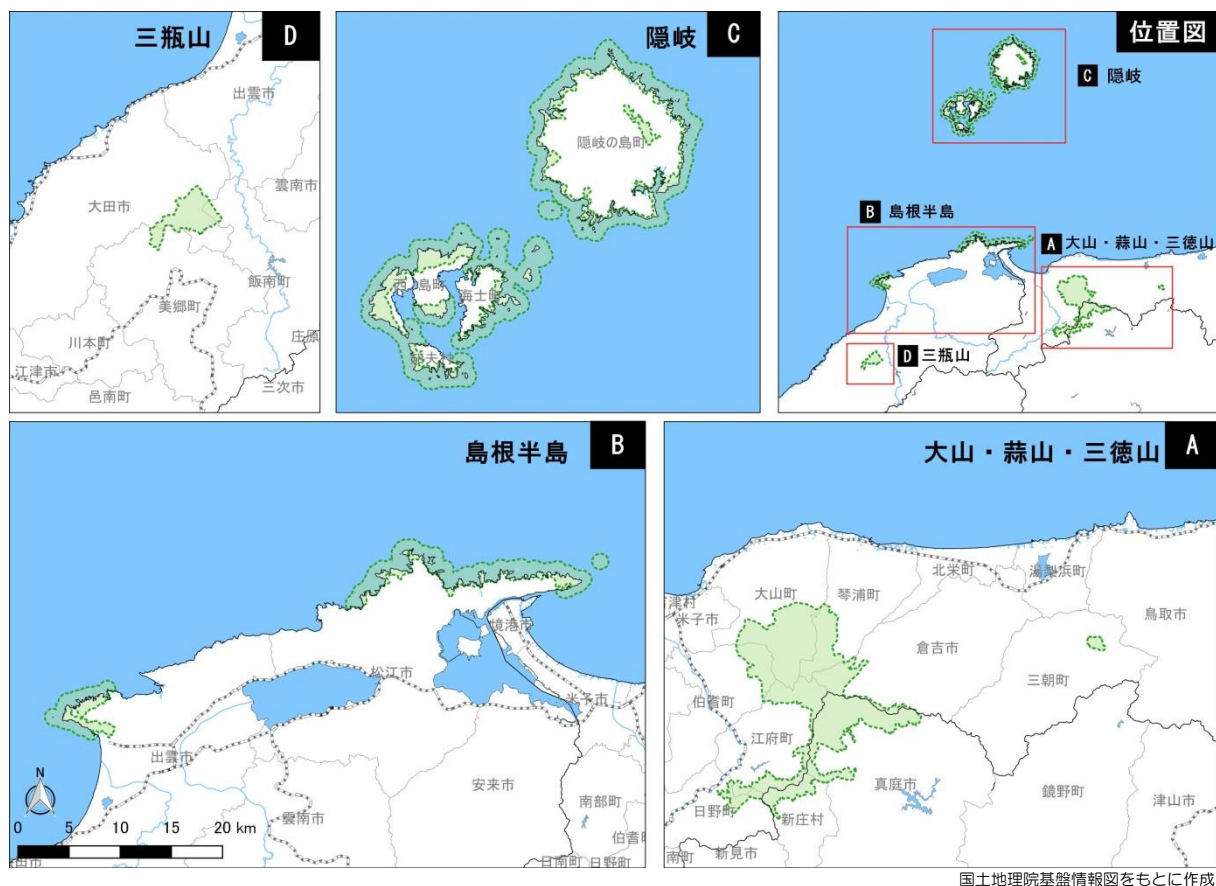 三瓶山 D
出雲市
雲南市
大田市
飯南町
美郷町
川本町
庄原
江津市
三次市
邑南町
隠岐 C
隠岐の島町
海士町
位置図
C 隠岐
B 島根半島
A 大山・蒜山・三徳山
D 三瓶山
島根半島 B
境港市
松江市
米子市
出雲市
安来市
雲南市
南部町
伯耆町
日南町
日野町
N
0 5 10 15 20 km
大山・蒜山・三徳山 A
北栄町
湯梨浜町
大山町
琴浦町
鳥取市
津村
米子市
倉吉市
三朝町
伯耆町
江府町
真庭市
鏡野町
日野町
津山市
新庄村
南町
新見市
国土地理院基盤情報図をもとに作成